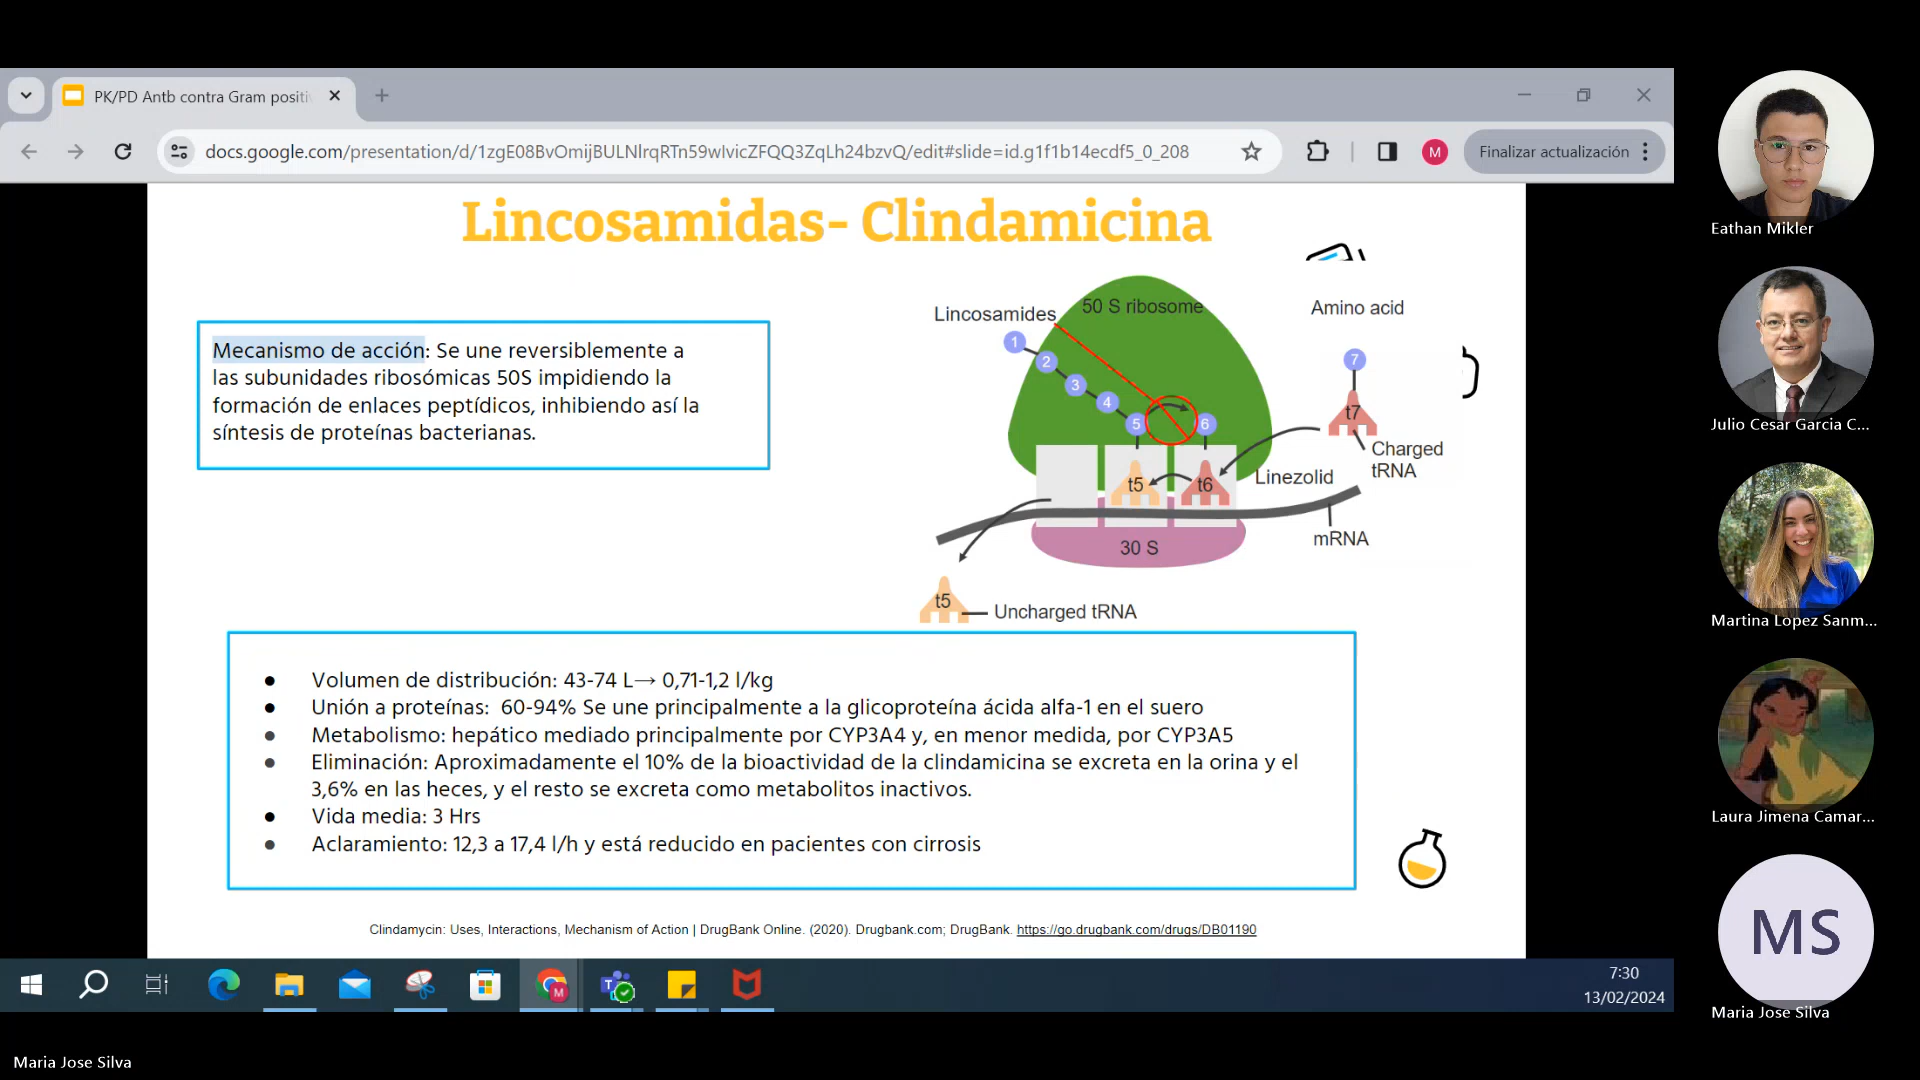 PK/PD Antb contra Gram positi
docs.google.com/presentation/d/1zgE08BvOmijBULNlrqRTn59wIvicZFQQ3ZqLh24bzvQ/edit#slide=id.g1f1b14ecdf5_0_208
M
Finalizar actualización
Lincosamidas- Clindamicina
Mecanismo de acción: Se une reversiblemente a
las subunidades ribosómicas 50S impidiendo la
formación de enlaces peptídicos, inhibiendo así la
síntesis de proteínas bacterianas.
Lincosamides
50 S ribosome
Amino acid
1
2
3
4
5
6
7
t7
Charged
tRNA
t5
t6
Linezolid
mRNA
30 S
t5
Uncharged tRNA
● Volumen de distribución: 43-74 L→ 0,71-1,2 l/kg
● Unión a proteínas: 60-94% Se une principalmente a la glicoproteína ácida alfa-1 en el suero
● Metabolismo: hepático mediado principalmente por CYP3A4 y, en menor medida, por CYP3A5
● Eliminación: Aproximadamente el 10% de la bioactividad de la clindamicina se excreta en la orina y el
3,6% en las heces, y el resto se excreta como metabolitos inactivos.
● Vida media: 3 Hrs
● Aclaramiento: 12,3 a 17,4 l/h y está reducido en pacientes con cirrosis
Clindamycin: Uses, Interactions, Mechanism of Action | DrugBank Online. (2020). Drugbank.com; DrugBank. https://go.drugbank.com/drugs/DB01190
M
T
7:30
13/02/2024
Maria Jose Silva
Eathan Mikler
Julio Cesar Garcia C...
Martina Lopez Sanm...
Laura Jimena Camar...
MS
Maria Jose Silva